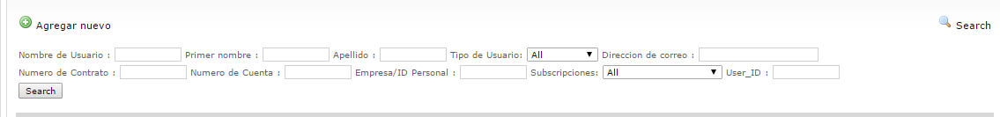 Agregar nuevo Search
Nombre de Usuario : Primer nombre : Apellido : Tipo de Usuario: All Direccion de correo :
Numero de Contrato : Numero de Cuenta : Empresa/ID Personal : Subscripciones: All User_ID :
Search